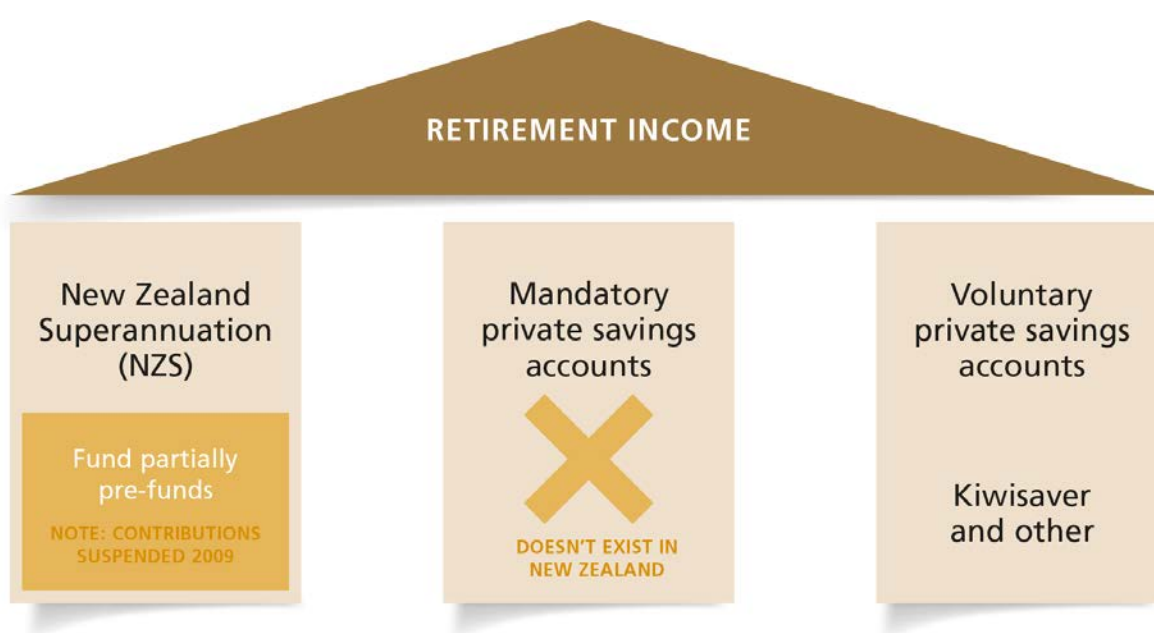 RETIREMENT INCOME
New Zealand
Superannuation
(NZS)
Fund partially
pre-funds
NOTE: CONTRIBUTIONS
SUSPENDED 2009
Mandatory
private savings
accounts
DOESN'T EXIST IN
NEW ZEALAND
Voluntary
private savings
accounts
Kiwisaver
and other